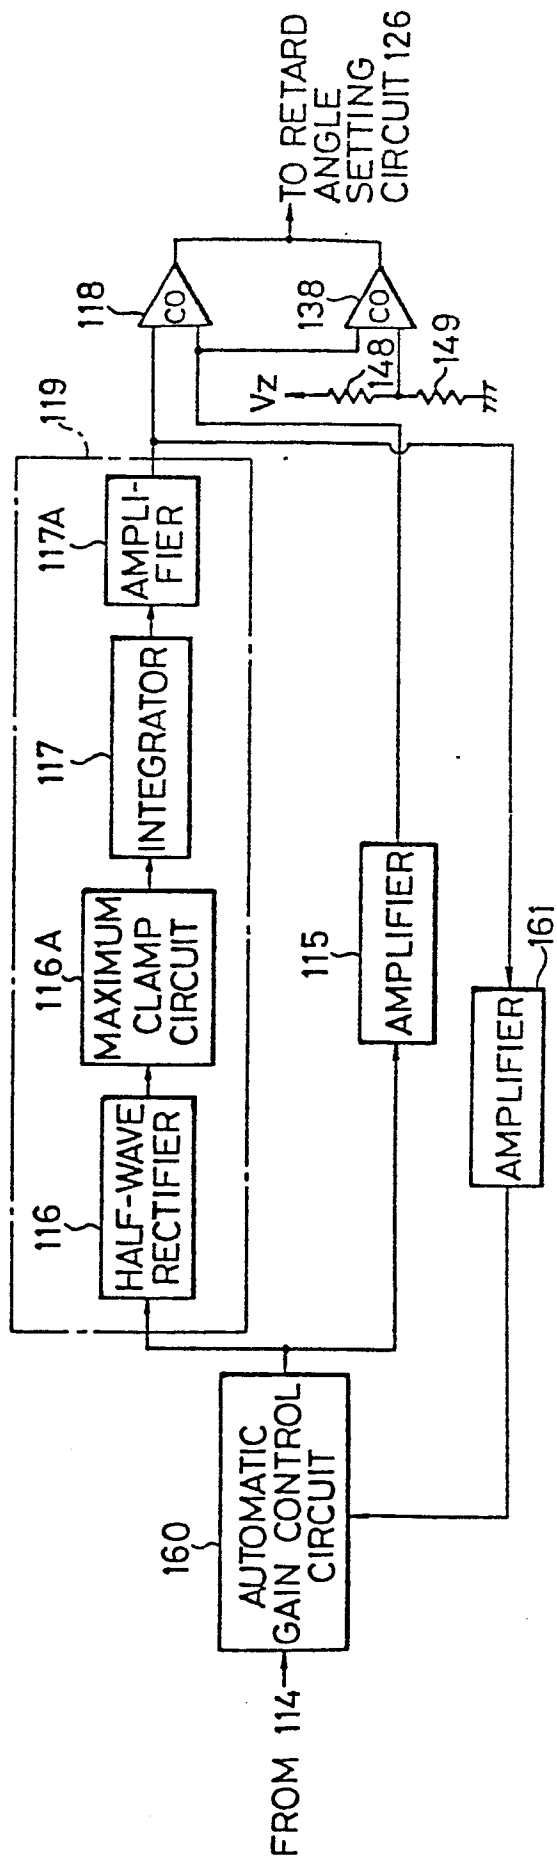 FROM 114
160
AUTOMATIC
GAIN CONTROL
CIRCUIT
116
HALF-WAVE
RECTIFIER
116A
MAXIMUM
CLAMP
CIRCUIT
117
INTEGRATOR
117A
AMPLI-
FIER
119
115
AMPLIFIER
AMPLIFIER
161
118
CO
138
CO
Vz
148
149
TO RETARD
ANGLE
SETTING
CIRCUIT 126